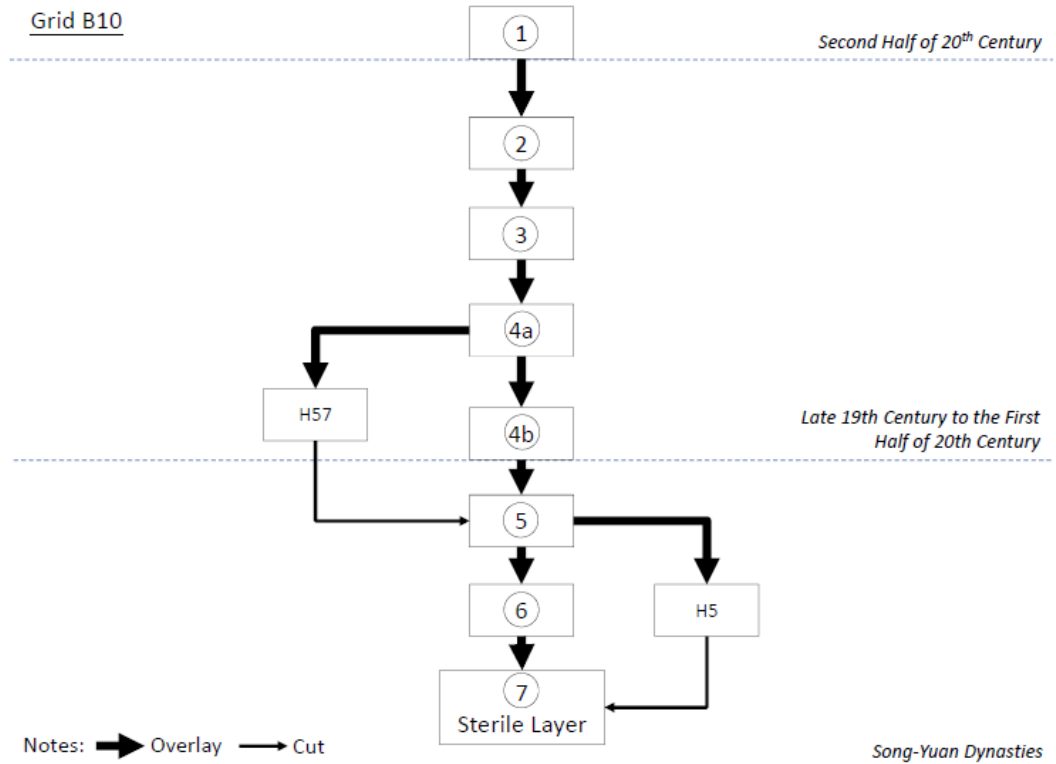 Grid B10
1
Second Half of 20th Century
2
3
4a
H57
4b
Late 19th Century to the First
Half of 20th Century
5
6
H5
7
Sterile Layer
Notes: Overlay Cut
Song-Yuan Dynasties